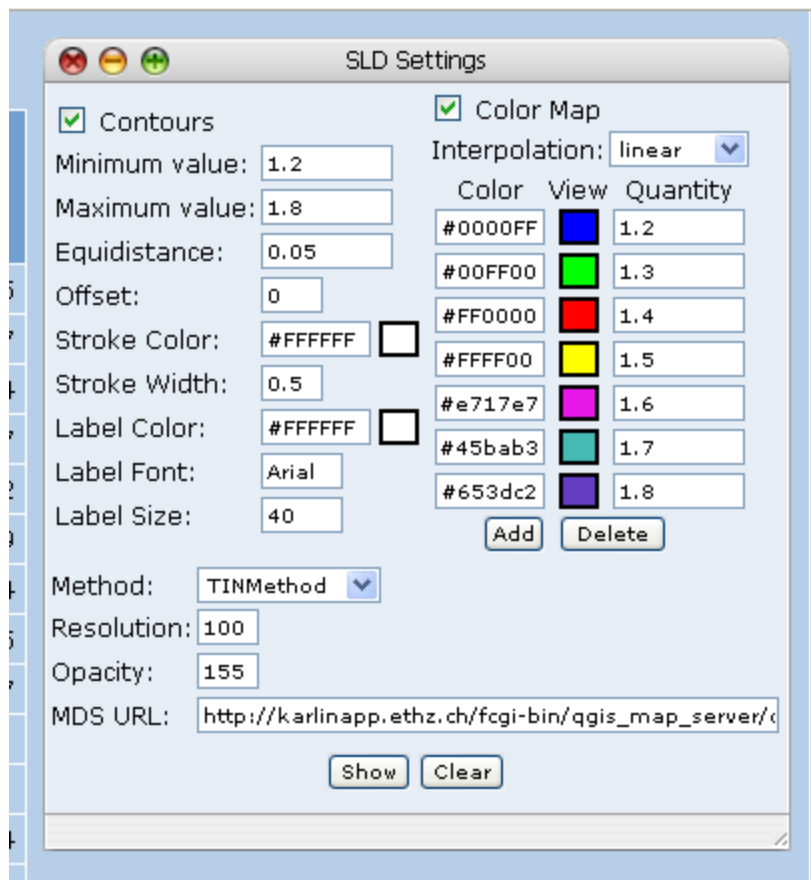 SLD Settings
Contours
Minimum value: 1.2
Maximum value: 1.8
Equidistance: 0.05
Offset: 0
Stroke Color: #FFFFFF
Stroke Width: 0.5
Label Color: #FFFFFF
Label Font: Arial
Label Size: 40
Color Map
Interpolation: linear
Color View Quantity
#0000FF 1.2
#00FF00 1.3
#FF0000 1.4
#FFFF00 1.5
#e717e7 1.6
#45bab3 1.7
#653dc2 1.8
Add Delete
Method: TINMethod
Resolution: 100
Opacity: 155
MDS URL: http://karlinapp.ethz.ch/fcgi-bin/qgis_map_server/
Show Clear